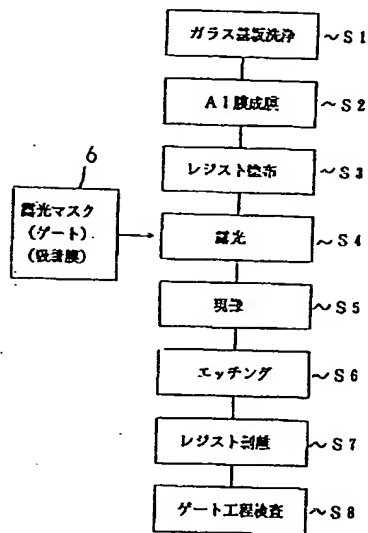 ガラス基板洗浄
～S1
Al膜成膜
～S2
レジスト塗布
～S3
6
露光マスク
(ゲート)
(吸着膜)
露光
～S4
現像
～S5
エッチング
～S6
レジスト剥離
～S7
ゲート工程検査
～S8